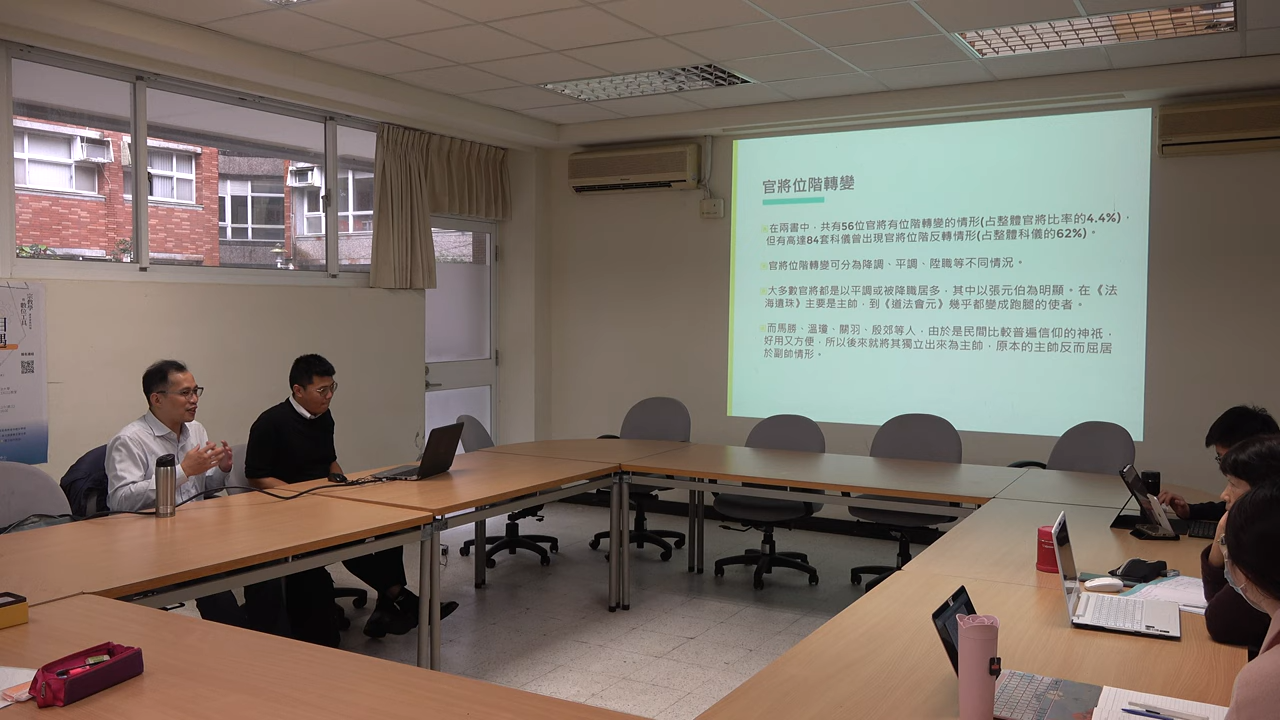 官將位階轉變
在兩書中，共有56位官將有位階轉變的情形(占整體官將比率的4.4%)，
但有高達84套科儀曾出現官將位階反轉情形(占整體科儀的62%)。
官將位階轉變可分為降調、平調、陞職等不同情況。
大多數官將都是以平調或被降職居多，其中以張元伯為明顯。在《法
海遺珠》主要是主帥，到《道法會元》幾乎都變成跑腿的使者。
而馬勝、溫瓊、關羽、殷郊等人，由於是民間比較普遍信仰的神祇，
好用又方便，所以後來就將其獨立出來為主帥，原本的主帥反而屈居
於副帥情形。
宗教學
數位工具
相遇